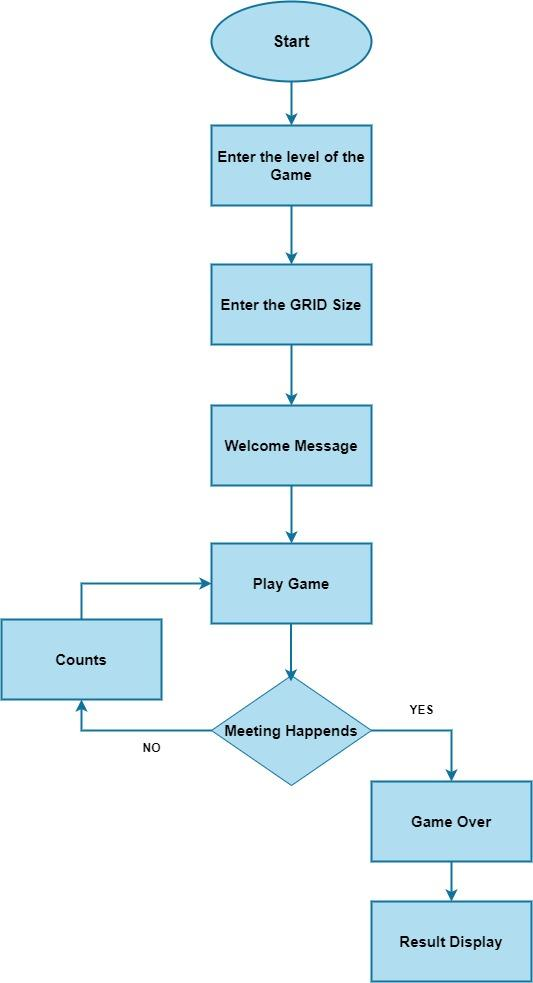 Start
Enter the level of the
Game
Enter the GRID Size
Welcome Message
Play Game
Counts
Meeting Happends
YES
NO
Game Over
Result Display